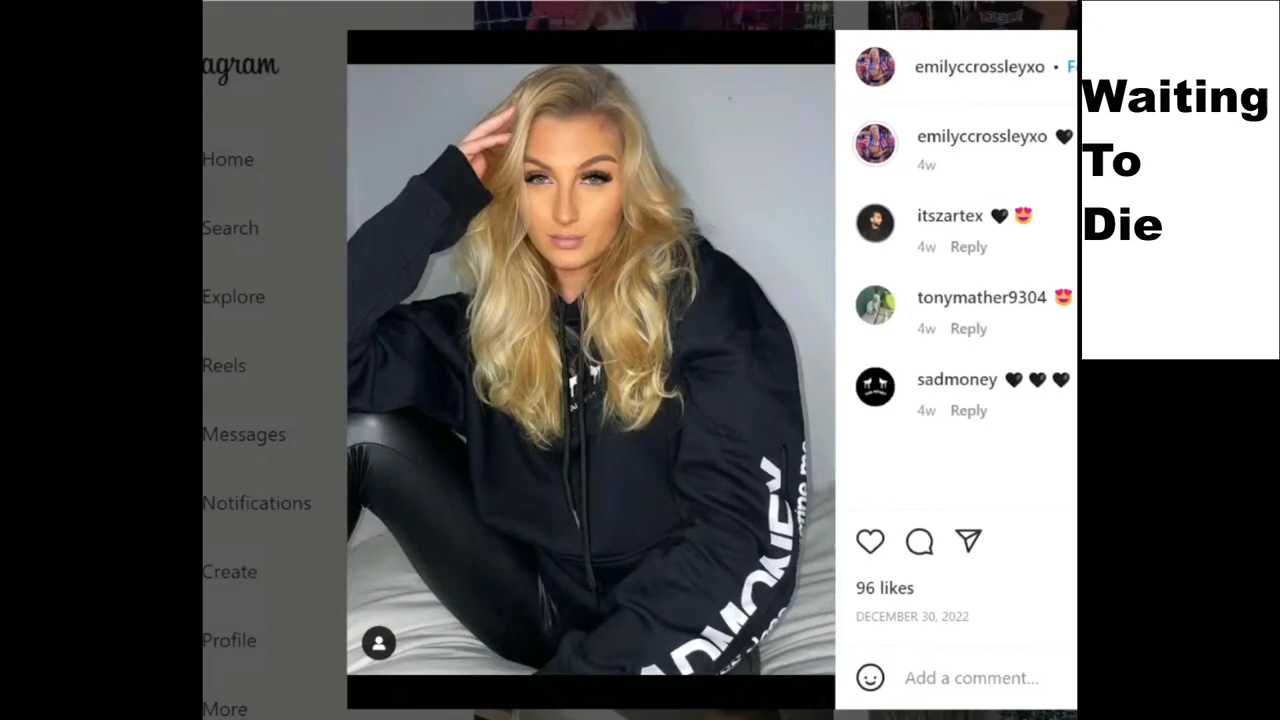 agram
Home
Search
Explore
Reels
Messages
Notifications
Create
Profile
More
ADMONEY
emilyccrossleyxo •
emilyccrossleyxo 🖤
4w
itszartex 🖤 😍
4w Reply
tonymather9304 😍
4w Reply
sadmoney 🖤 🖤 🖤
4w Reply
96 likes
DECEMBER 30, 2022
Add a comment...
Waiting
To
Die